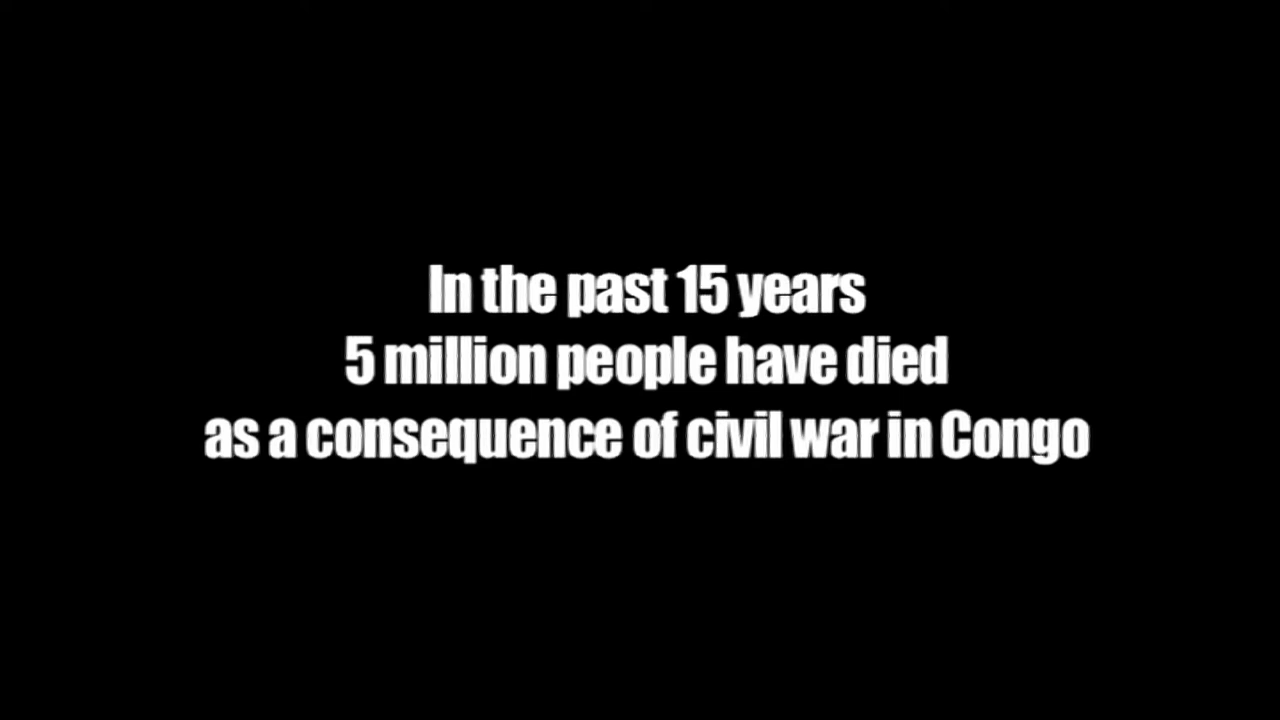 In the past 15 years
5 million people have died
as a consequence of civil war in Congo